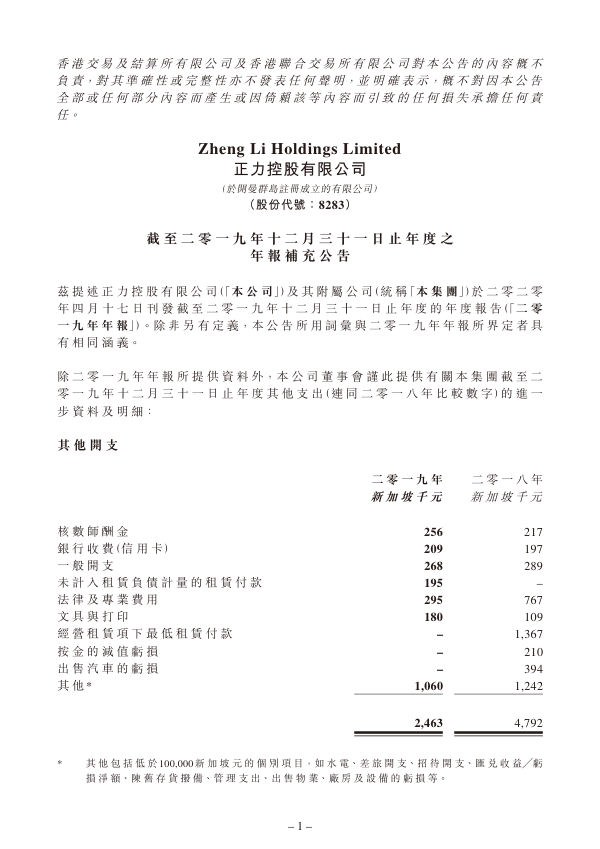 香港交易及結算所有限公司及香港聯合交易所有限公司對本公告的內容概不
負責，對其準確性或完整性亦不發表任何聲明，並明確表示，概不對因本公告
全部或任何部分內容而產生或因倚賴該等內容而引致的任何損失承擔任何責
任。
Zheng Li Holdings Limited
正力控股有限公司
(於開曼群島註冊成立的有限公司)
(股份代號：8283)
截至二零一九年十二月三十一日止年度之
年報補充公告
茲提述正力控股有限公司(「本公司」)及其附屬公司(統稱「本集團」)於二零二零
年四月十七日刊發截至二零一九年十二月三十一日止年度的年度報告(「二零
一九年年報」)。除非另有定義，本公告所用詞彙與二零一九年年報所界定者具
有相同涵義。
除二零一九年年報所提供資料外，本公司董事會謹此提供有關本集團截至二
零一九年十二月三十一日止年度其他支出(連同二零一八年比較數字)的進一
步資料及明細：
其他開支
二零一九年 二零一八年
新加坡千元 新加坡千元
核數師酬金 256 217
銀行收費(信用卡) 209 197
一般開支 268 289
未計入租賃負債計量的租賃付款 195 –
法律及專業費用 295 767
文具與打印 180 109
經營租賃項下最低租賃付款 – 1,367
按金的減值虧損 – 210
出售汽車的虧損 – 394
其他* 1,060 1,242
2,463 4,792
* 其他包括低於100,000新加坡元的個別項目，如水電、差旅開支、招待開支、匯兌收益╱虧
損淨額、陳舊存貨撥備、管理支出、出售物業、廠房及設備的虧損等。
– 1 –